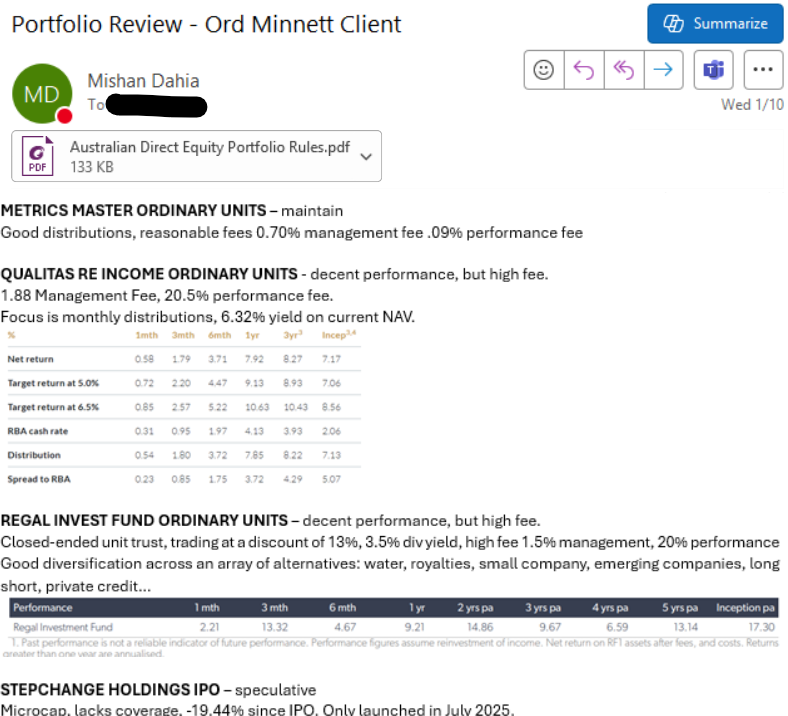 Portfolio Review - Ord Minnett Client
Summarize
MD
Mishan Dahia
To
Wed 1/10
PDF
Australian Direct Equity Portfolio Rules.pdf
133 KB
METRICS MASTER ORDINARY UNITS – maintain
Good distributions, reasonable fees 0.70% management fee .09% performance fee
QUALITAS RE INCOME ORDINARY UNITS - decent performance, but high fee.
1.88 Management Fee, 20.5% performance fee.
Focus is monthly distributions, 6.32% yield on current NAV.
% 1mth 3mth 6mth 1yr 3yr³ Incep³,⁴
Net return 0.58 1.79 3.71 7.92 8.27 7.17
Target return at 5.0% 0.72 2.20 4.47 9.13 8.93 7.06
Target return at 6.5% 0.85 2.57 5.22 10.63 10.43 8.56
RBA cash rate 0.31 0.95 1.97 4.13 3.93 2.06
Distribution 0.54 1.80 3.72 7.85 8.22 7.13
Spread to RBA 0.23 0.85 1.75 3.72 4.29 5.07
REGAL INVEST FUND ORDINARY UNITS – decent performance, but high fee.
Closed-ended unit trust, trading at a discount of 13%, 3.5% div yield, high fee 1.5% management, 20% performance
Good diversification across an array of alternatives: water, royalties, small company, emerging companies, long
short, private credit...
Performance 1 mth 3 mth 6 mth 1 yr 2 yrs pa 3 yrs pa 4 yrs pa 5 yrs pa Inception pa
Regal Investment Fund 2.21 13.32 4.67 9.21 14.86 9.67 6.59 13.14 17.30
1. Past performance is not a reliable indicator of future performance. Performance figures assume reinvestment of income. Net return on RF1 assets after fees, and costs. Returns
greater than one year are annualised.
STEPCHANGE HOLDINGS IPO – speculative
Microcap, lacks coverage, -19.44% since IPO. Only launched in July 2025.